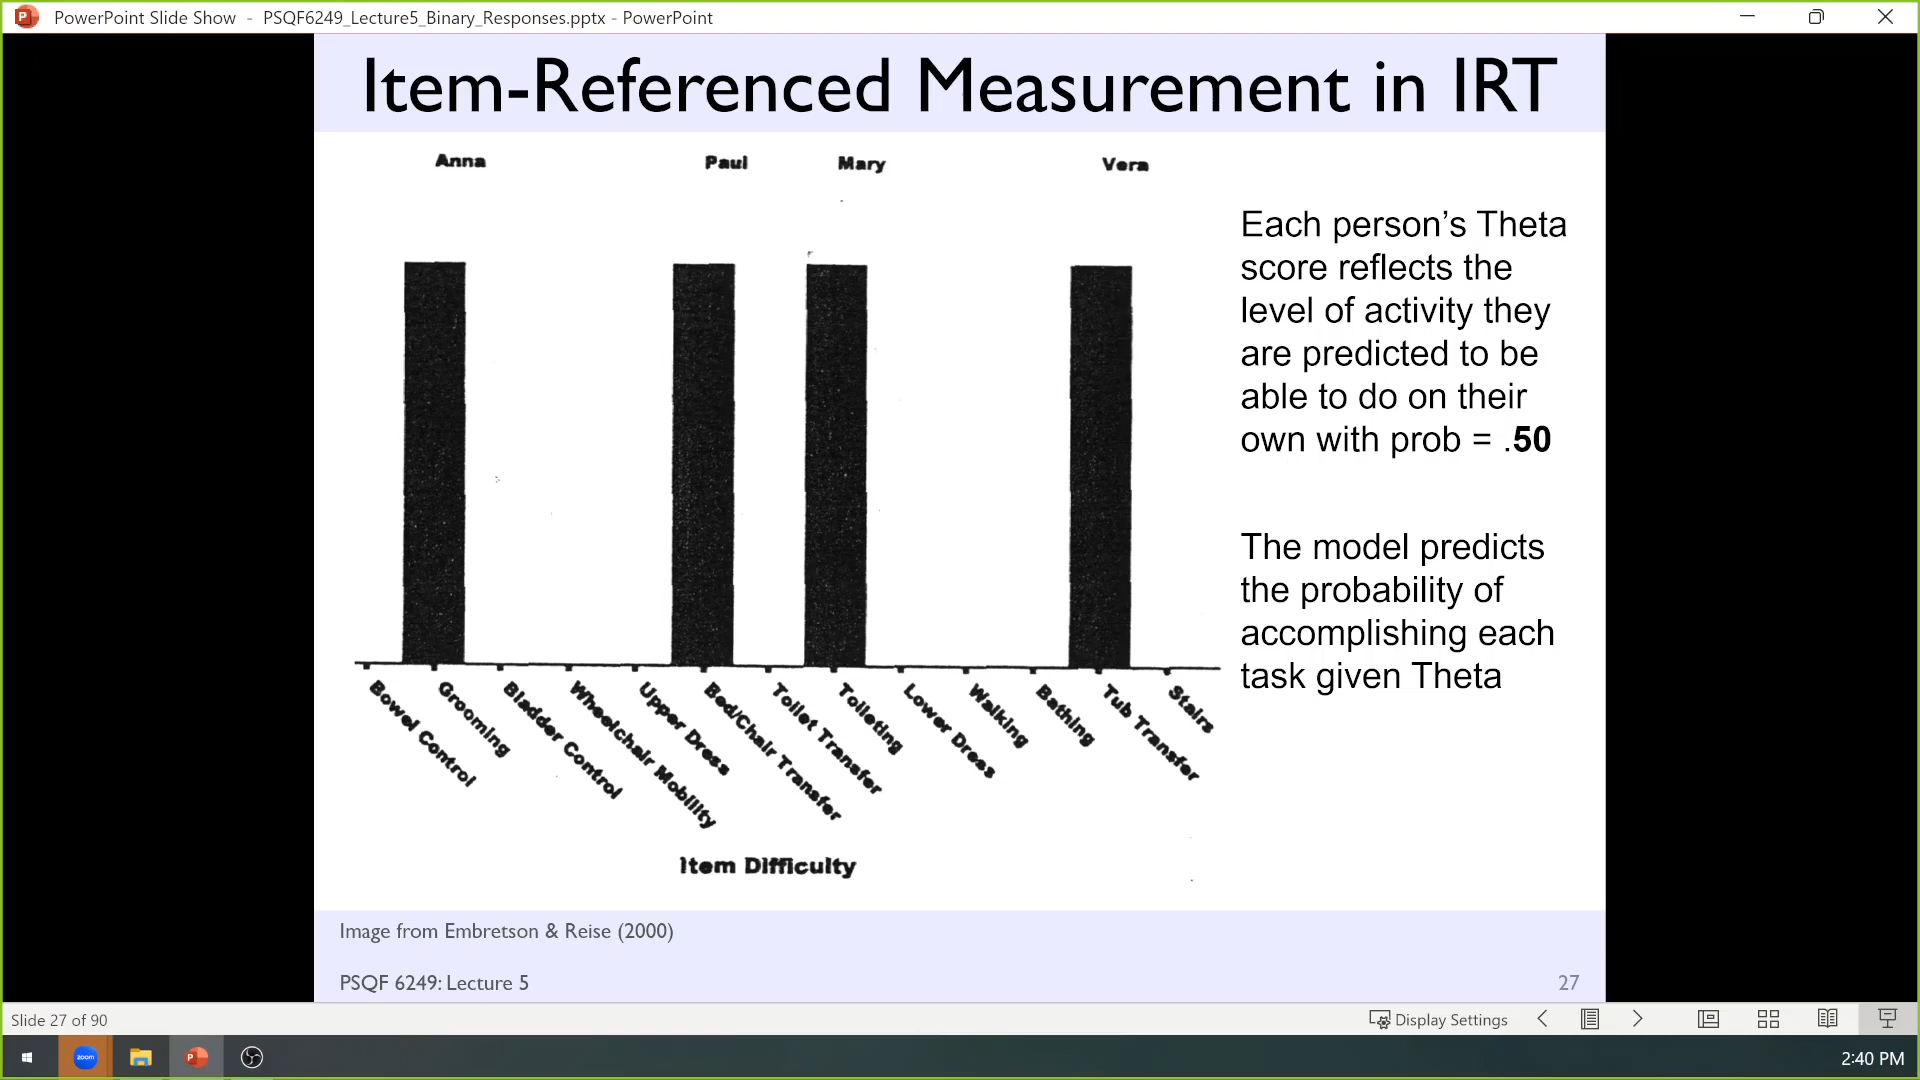 PowerPoint Slide Show - PSQF6249_Lecture5_Binary_Responses.pptx - PowerPoint
Item-Referenced Measurement in IRT
Anna Paul Mary Vera
Each person’s Theta
score reflects the
level of activity they
are predicted to be
able to do on their
own with prob = .50
The model predicts
the probability of
accomplishing each
task given Theta
Bowel Control
Grooming
Bladder Control
Wheelchair Mobility
Upper Dress
Bed/Chair Transfer
Toilet Transfer
Toileting
Lower Dress
Walking
Bathing
Tub Transfer
Stairs
Item Difficulty
Image from Embretson & Reise (2000)
PSQF 6249: Lecture 5
27
Slide 27 of 90
Display Settings
zoom
2:40 PM